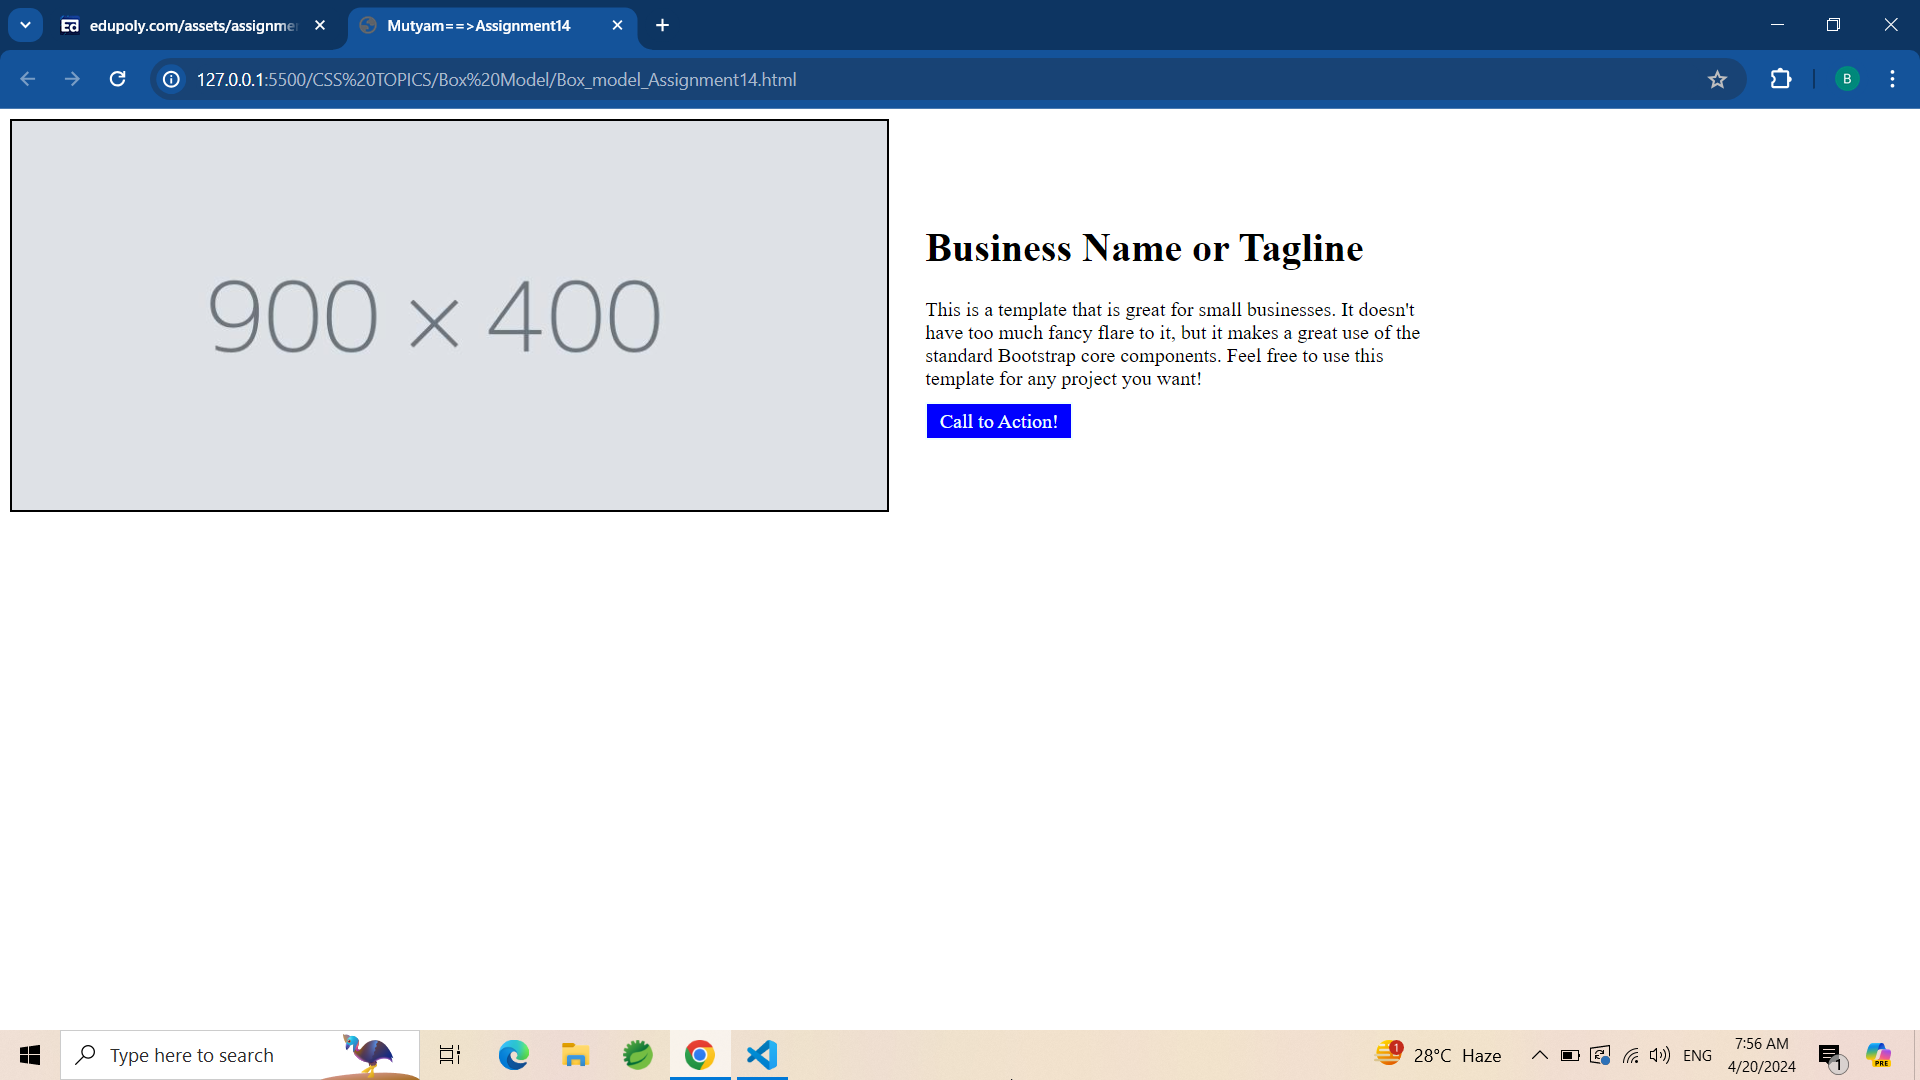 Ed edupoly.com/assets/assignme
Mutyam==>Assignment14
127.0.0.1:5500/CSS%20TOPICS/Box%20Model/Box_model_Assignment14.html
B
900 × 400
Business Name or Tagline
This is a template that is great for small businesses. It doesn't
have too much fancy flare to it, but it makes a great use of the
standard Bootstrap core components. Feel free to use this
template for any project you want!
Call to Action!
Type here to search
1
28°C Haze
ENG
7:56 AM
4/20/2024
1
PRE